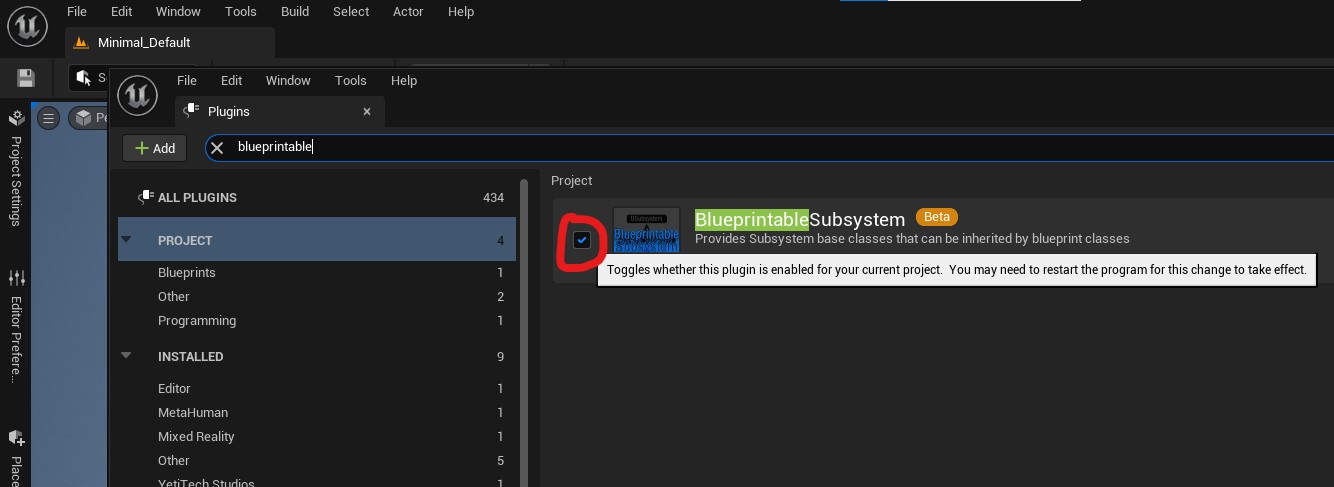 File Edit Window Tools Build Select Actor Help
Minimal_Default
File Edit Window Tools Help
Plugins
Add
blueprintable
Project Settings
Editor Prefere...
Place
ALL PLUGINS 434
PROJECT 4
Blueprints 1
Other 2
Programming 1
INSTALLED 9
Editor 1
MetaHuman 1
Mixed Reality 1
Other 5
YetiTech Studios 1
Project
BlueprintableSubsystem Beta
USubsystem
Blueprintable
Subsystem
Provides Subsystem base classes that can be inherited by blueprint classes
Toggles whether this plugin is enabled for your current project. You may need to restart the program for this change to take effect.